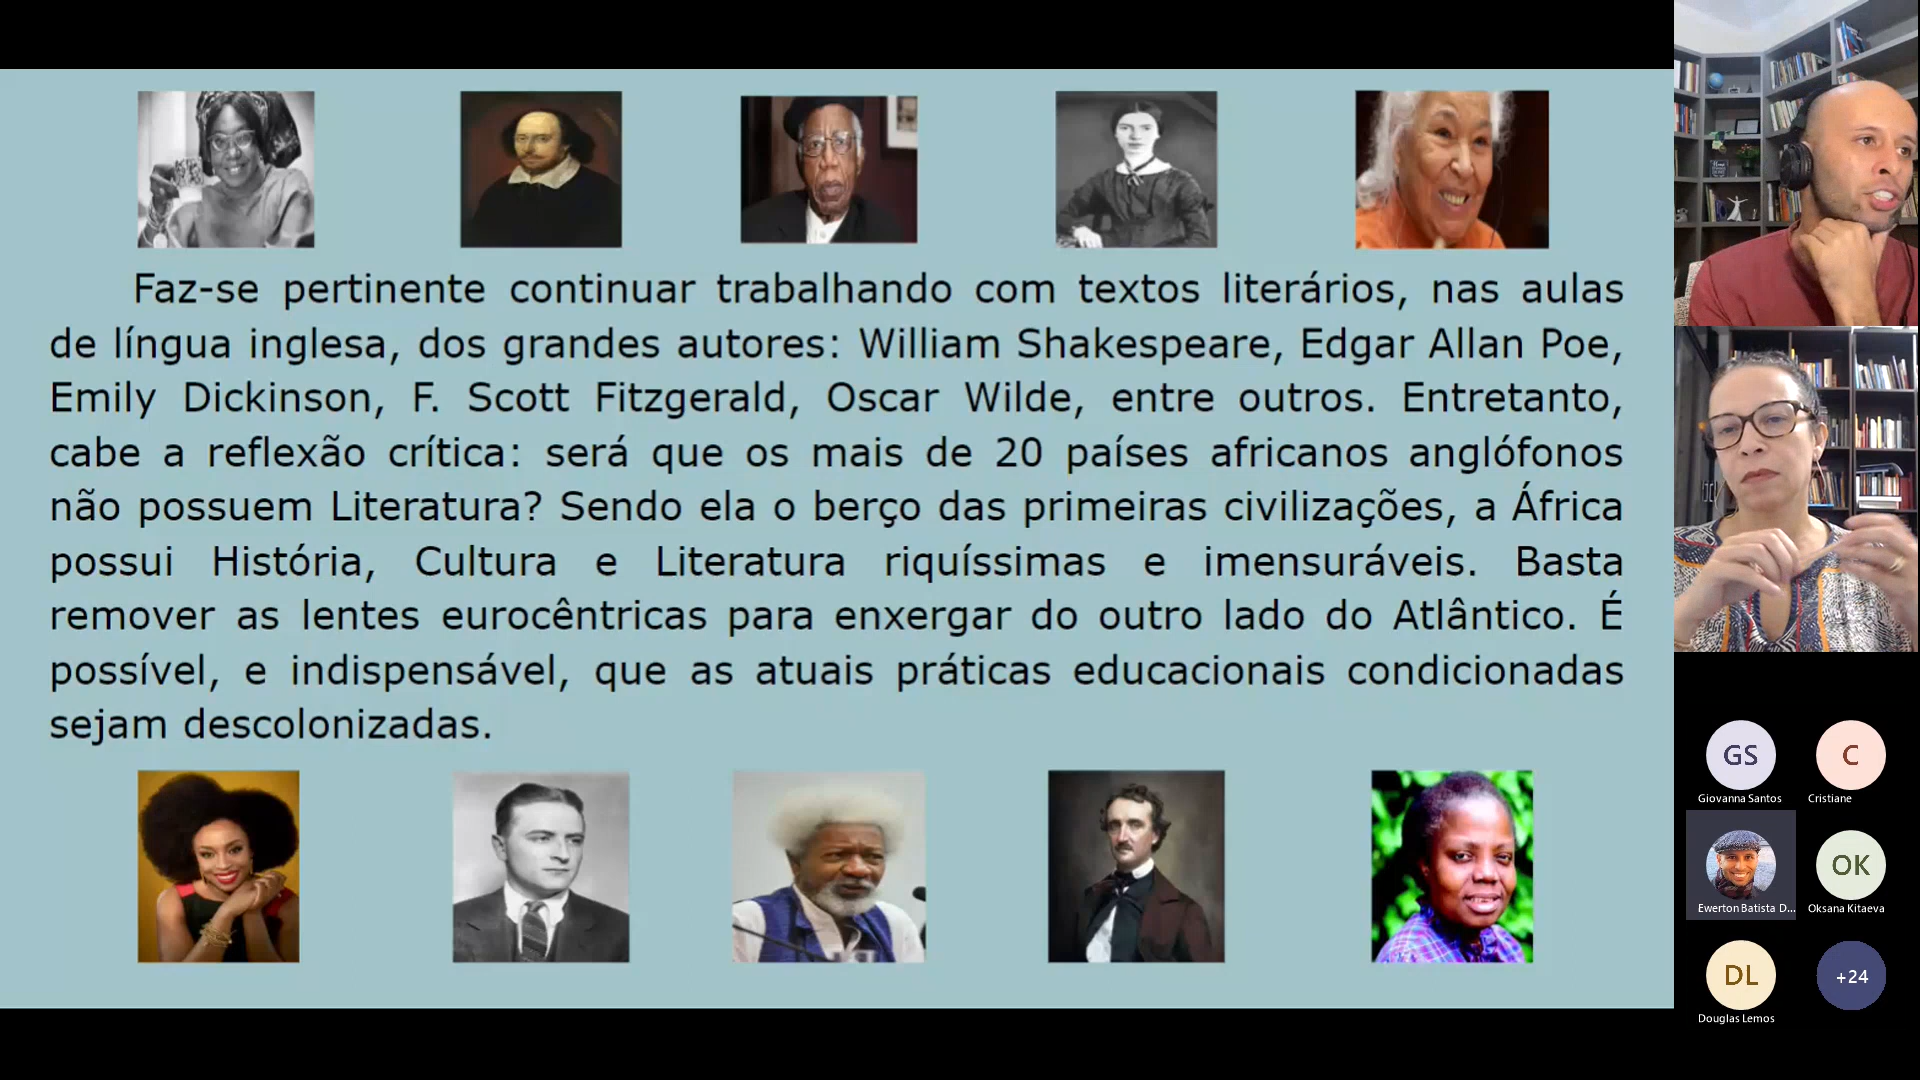 Faz-se pertinente continuar trabalhando com textos literários, nas aulas
de língua inglesa, dos grandes autores: William Shakespeare, Edgar Allan Poe,
Emily Dickinson, F. Scott Fitzgerald, Oscar Wilde, entre outros. Entretanto,
cabe a reflexão crítica: será que os mais de 20 países africanos anglófonos
não possuem Literatura? Sendo ela o berço das primeiras civilizações, a África
possui História, Cultura e Literatura riquíssimas e imensuráveis. Basta
remover as lentes eurocêntricas para enxergar do outro lado do Atlântico. É
possível, e indispensável, que as atuais práticas educacionais condicionadas
sejam descolonizadas.
GS
C
Giovanna Santos
Cristiane
OK
Ewerton Batista D...
Oksana Kitaeva
DL
+24
Douglas Lemos